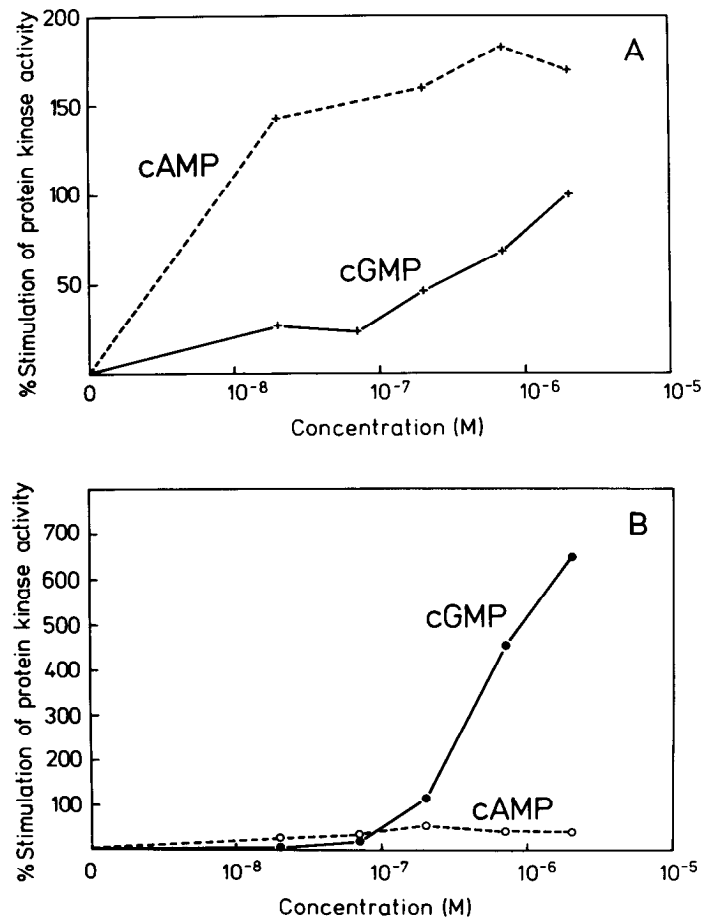 % Stimulation of protein kinase activity
200
150
100
50
A
cAMP
cGMP
0 10⁻⁸ 10⁻⁷ 10⁻⁶ 10⁻⁵
Concentration (M)
% Stimulation of protein kinase activity
700
600
500
400
300
200
100
B
cGMP
cAMP
0 10⁻⁸ 10⁻⁷ 10⁻⁶ 10⁻⁵
Concentration (M)